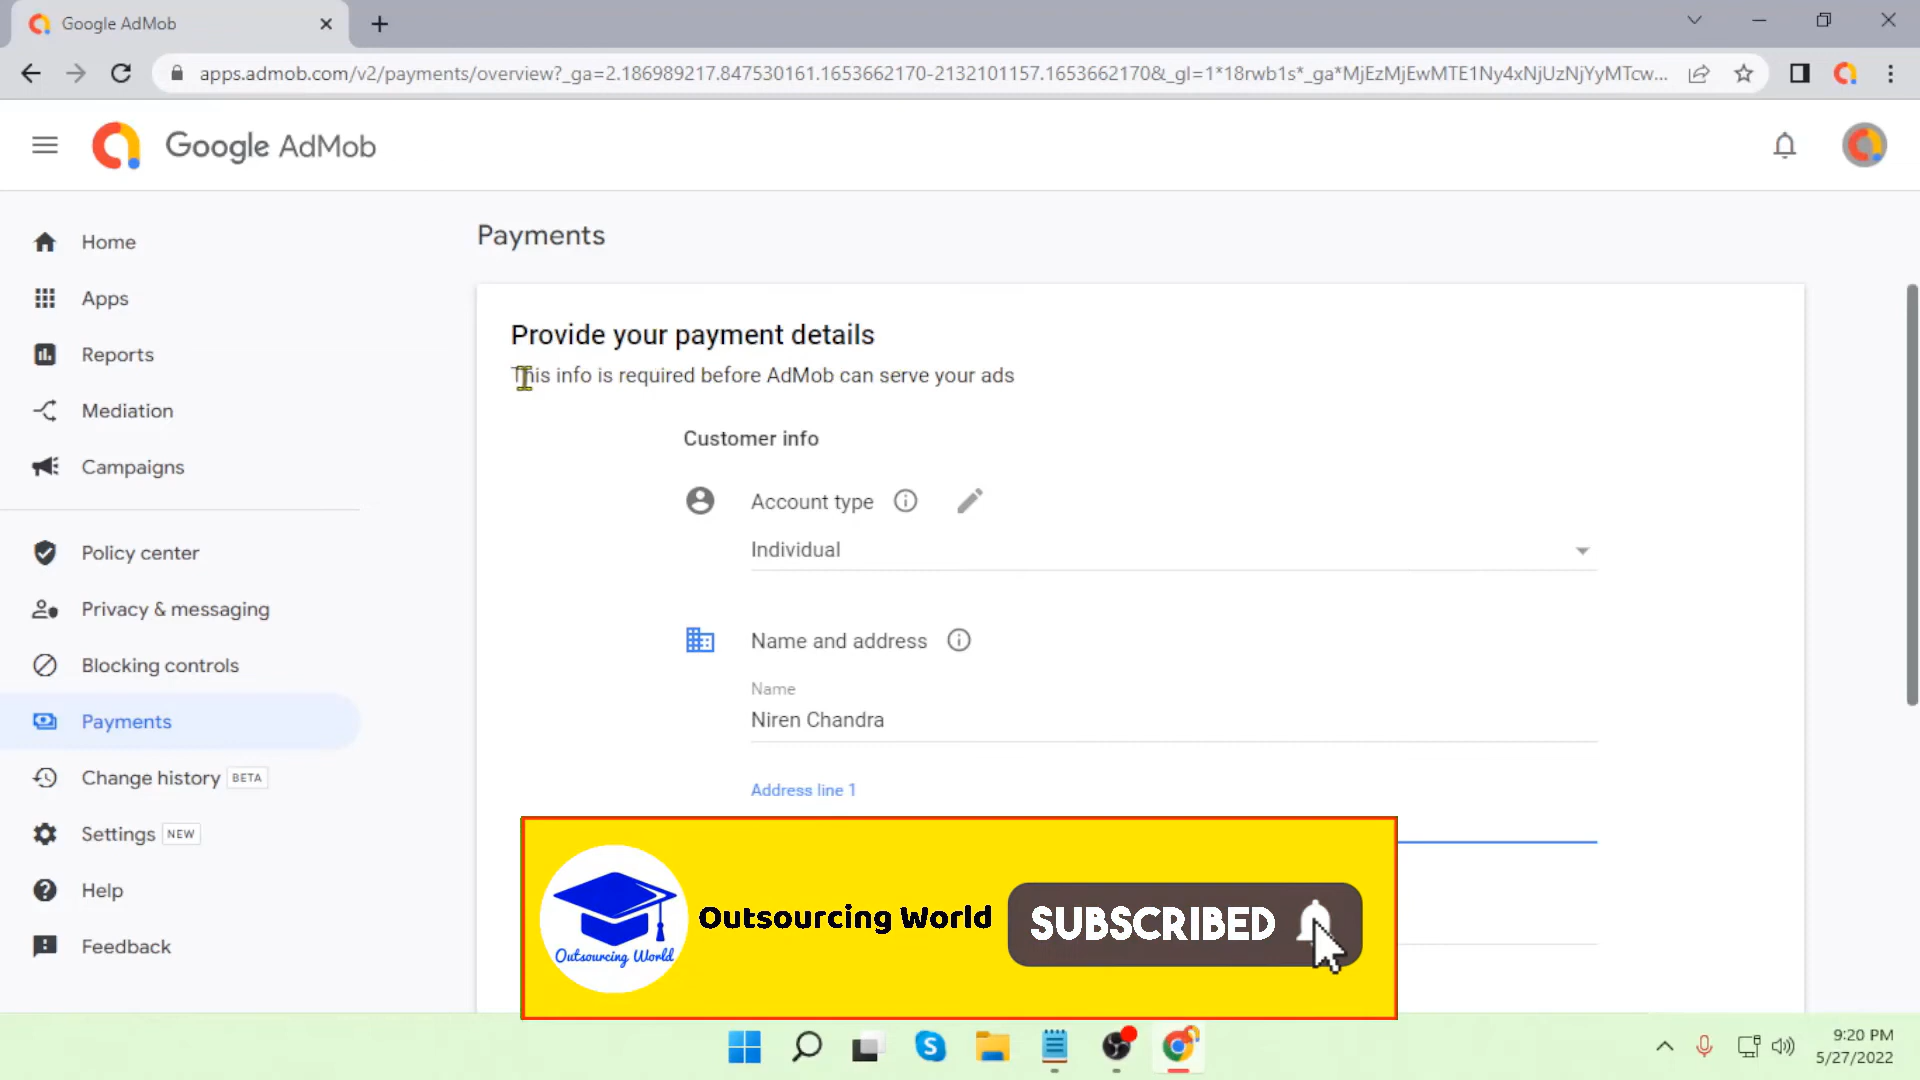 Google AdMob
apps.admob.com/v2/payments/overview?_ga=2.186989217.847530161.1653662170-2132101157.1653662170&_gl=1*18rwb1s*_ga*MjEzMjEwMTE1Ny4xNjUzNjYyMTcw...
Google AdMob
Home
Apps
Reports
Mediation
Campaigns
Policy center
Privacy & messaging
Blocking controls
Payments
Change history BETA
Settings NEW
Help
Feedback
Payments
Provide your payment details
This info is required before AdMob can serve your ads
Customer info
Account type
Individual
Name and address
Name
Niren Chandra
Address line 1
Outsourcing World
Outsourcing World
SUBSCRIBED
9:20 PM
5/27/2022